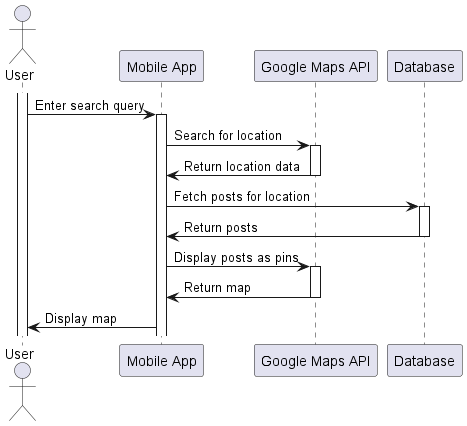 User
Mobile App
Google Maps API
Database
Enter search query
Search for location
Return location data
Fetch posts for location
Return posts
Display posts as pins
Return map
Display map
User
Mobile App
Google Maps API
Database